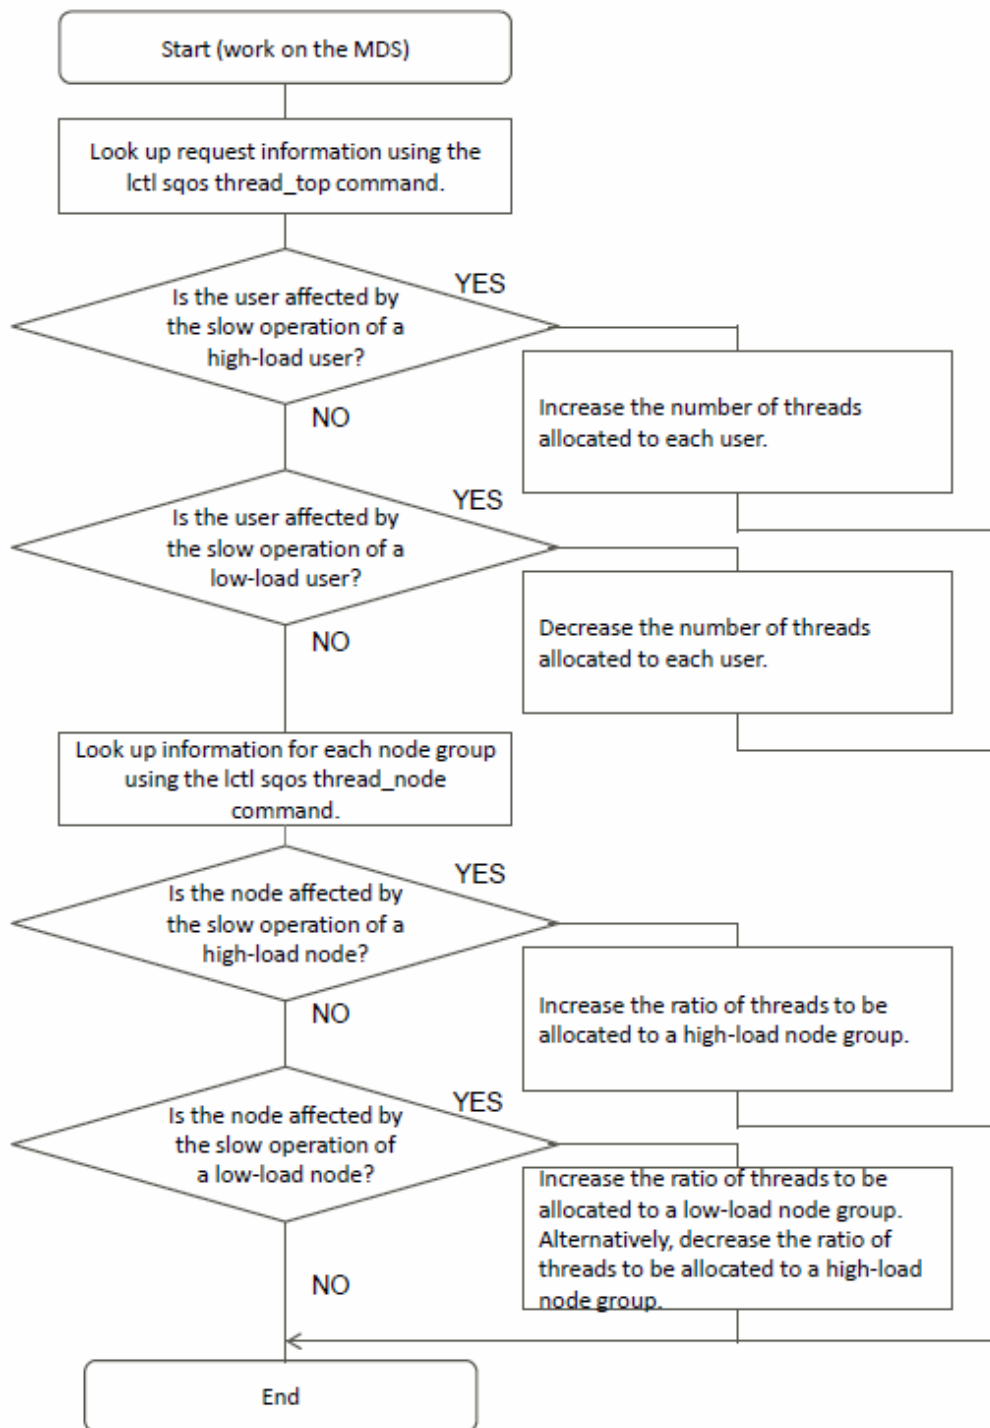 Start (work on the MDS)
Look up request information using the
lctl sqos thread_top command.
YES
Is the user affected by
the slow operation of a
high-load user?
Increase the number of threads
allocated to each user.
NO
YES
Is the user affected by
the slow operation of a
low-load user?
Decrease the number of threads
allocated to each user.
NO
Look up information for each node group
using the lctl sqos thread_node
command.
YES
Is the node affected by
the slow operation of a
high-load node?
Increase the ratio of threads to be
allocated to a high-load node group.
NO
YES
Is the node affected by
the slow operation of
a low-load node?
Increase the ratio of threads to be
allocated to a low-load node group.
Alternatively, decrease the ratio of
threads to be allocated to a high-load
node group.
NO
End